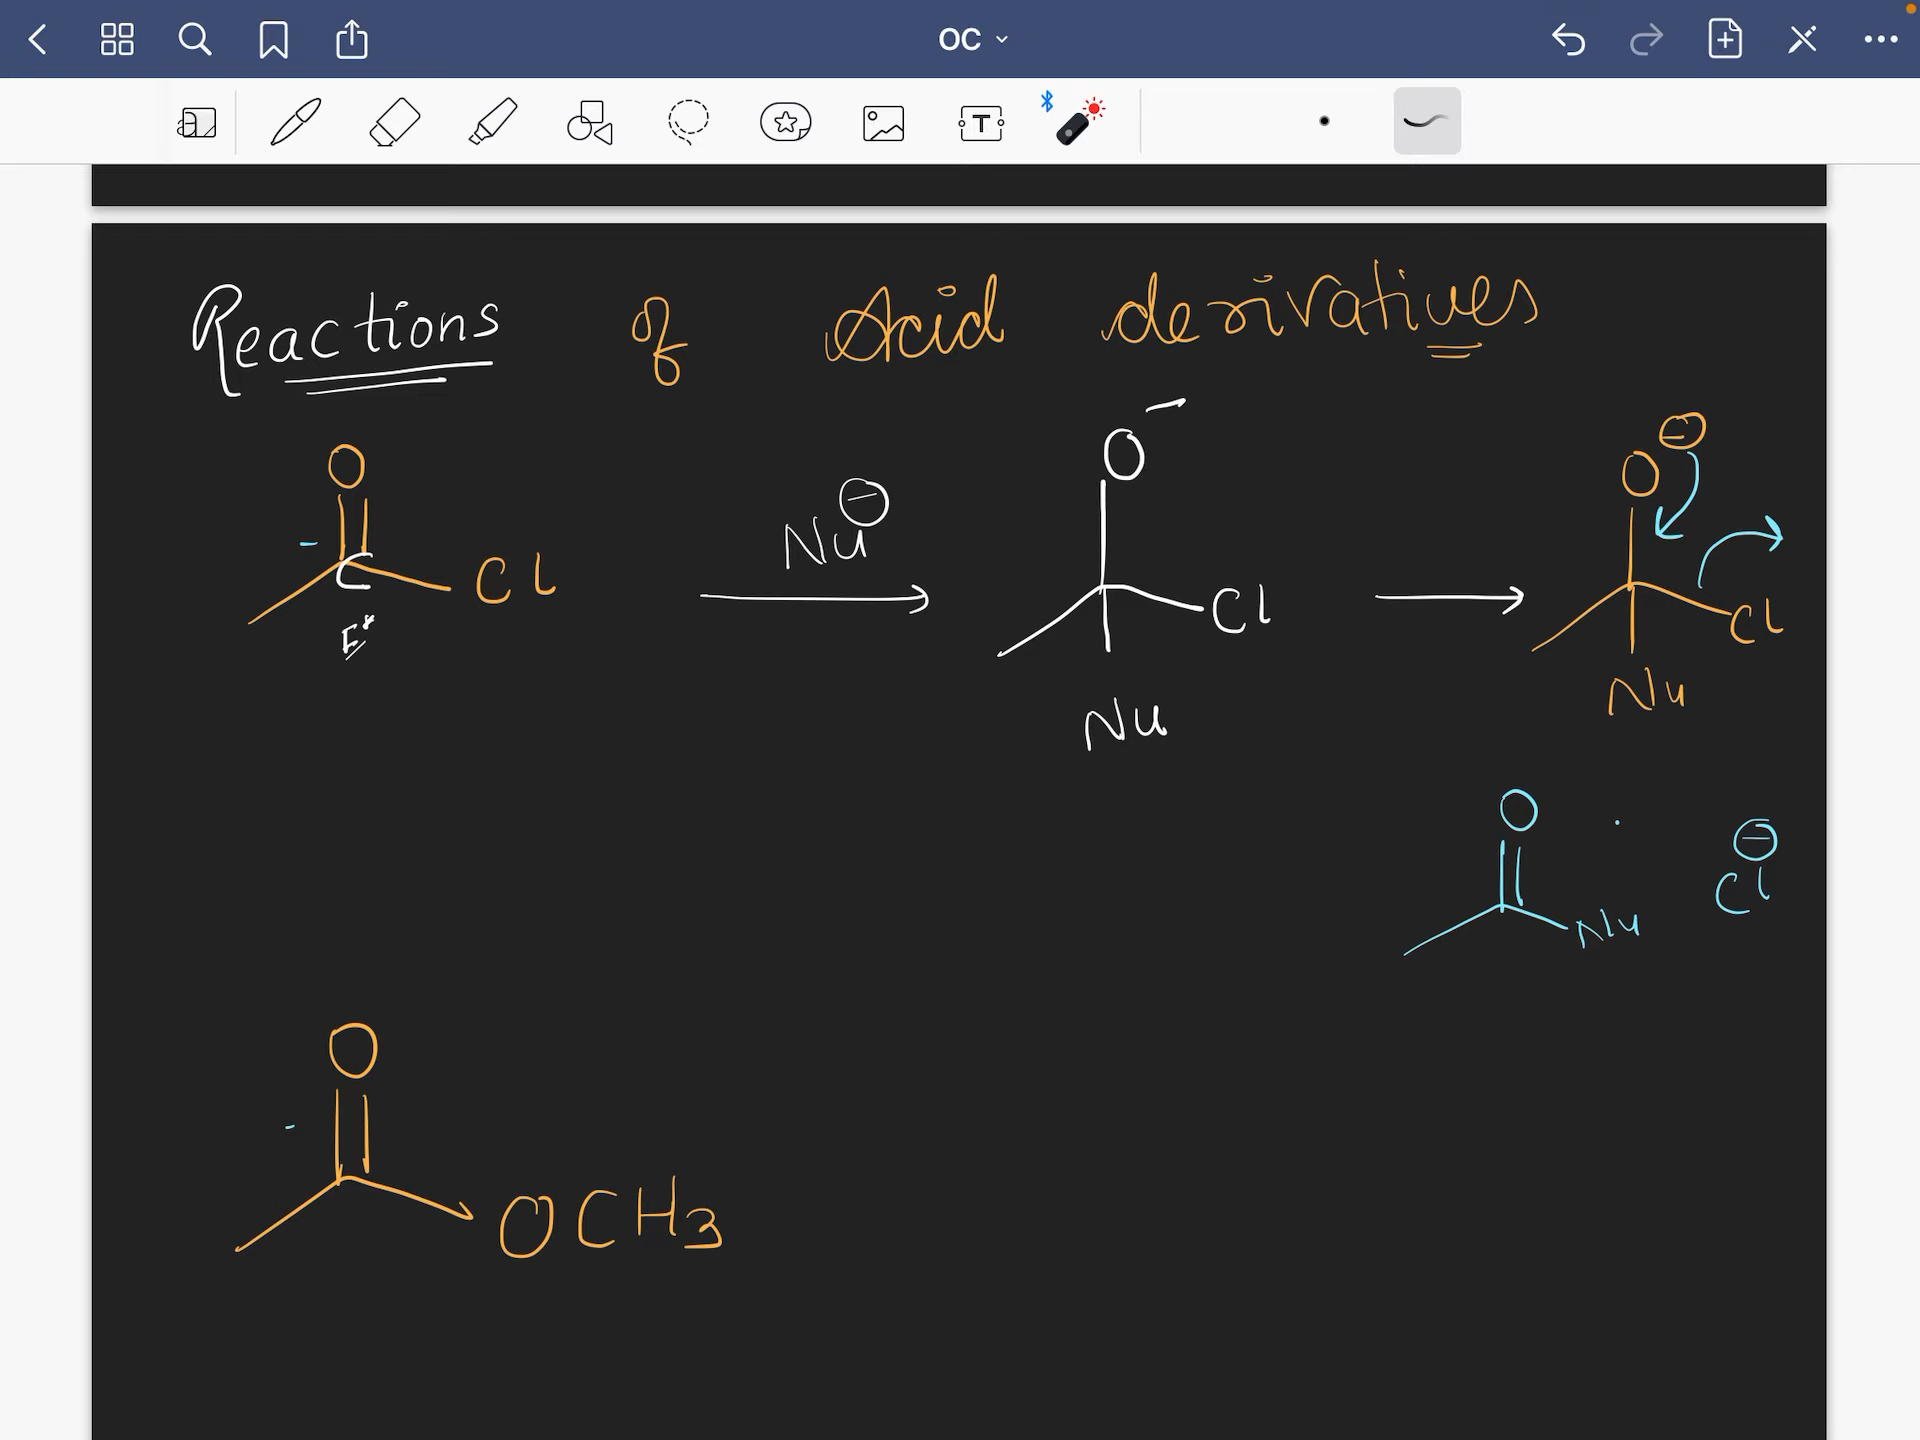 OC
Reactions of Acid derivatives
O
C Cl
E+
Nu⊖
O−
Cl
Nu
O⊖
Cl
Nu
O
Nu
⊖
Cl
O
OCH3